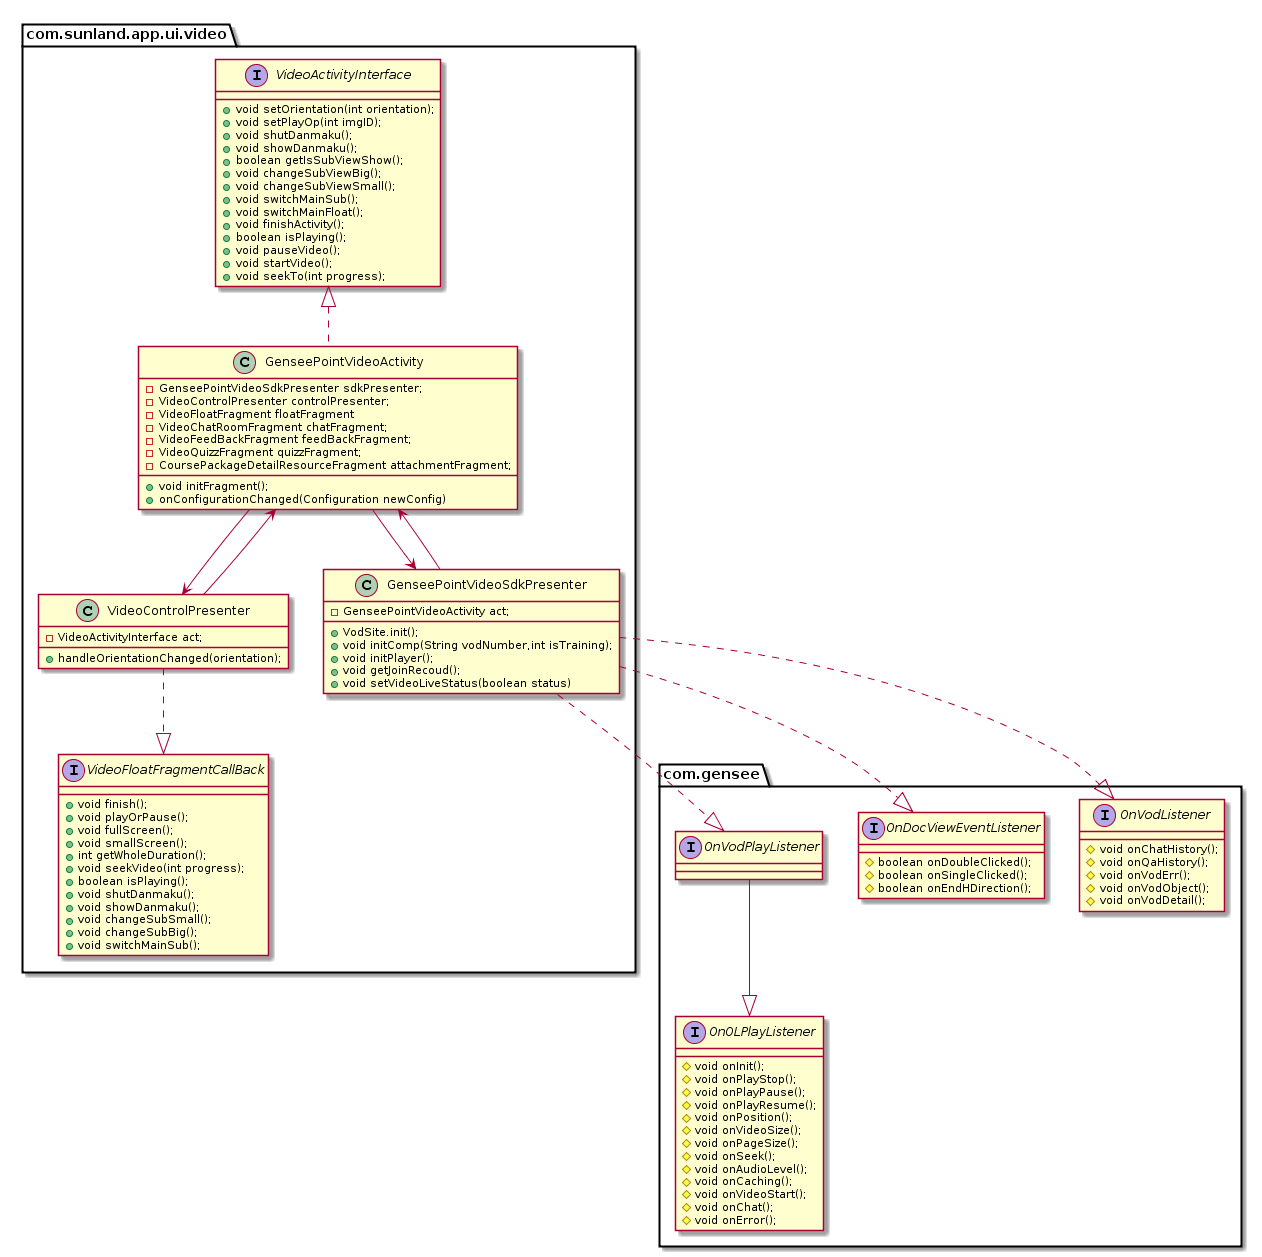 com.sunland.app.ui.video
I VideoActivityInterface
void setOrientation(int orientation);
void setPlayOp(int imgID);
void shutDanmaku();
void showDanmaku();
boolean getIsSubViewShow();
void changeSubViewBig();
void changeSubViewSmall();
void switchMainSub();
void switchMainFloat();
void finishActivity();
boolean isPlaying();
void pauseVideo();
void startVideo();
void seekTo(int progress);
C GenseePointVideoActivity
GenseePointVideoSdkPresenter sdkPresenter;
VideoControlPresenter controlPresenter;
VideoFloatFragment floatFragment
VideoChatRoomFragment chatFragment;
VideoFeedBackFragment feedBackFragment;
VideoQuizzFragment quizzFragment;
CoursePackageDetailResourceFragment attachmentFragment;
void initFragment();
onConfigurationChanged(Configuration newConfig)
C VideoControlPresenter
VideoActivityInterface act;
handleOrientationChanged(orientation);
C GenseePointVideoSdkPresenter
GenseePointVideoActivity act;
VodSite.init();
void initComp(String vodNumber,int isTraining);
void initPlayer();
void getJoinRecoud();
void setVideoLiveStatus(boolean status)
I VideoFloatFragmentCallBack
void finish();
void playOrPause();
void fullScreen();
void smallScreen();
int getWholeDuration();
void seekVideo(int progress);
boolean isPlaying();
void shutDanmaku();
void showDanmaku();
void changeSubSmall();
void changeSubBig();
void switchMainSub();
com.gensee
I 0nVodPlayListener
I 0nDocViewEventListener
boolean onDoubleClicked();
boolean onSingleClicked();
boolean onEndHDirection();
I 0nVodListener
void onChatHistory();
void onQaHistory();
void onVodErr();
void onVodObject();
void onVodDetail();
I 0n0LPlayListener
void onInit();
void onPlayStop();
void onPlayPause();
void onPlayResume();
void onPosition();
void onVideoSize();
void onPageSize();
void onSeek();
void onAudioLevel();
void onCaching();
void onVideoStart();
void onChat();
void onError();